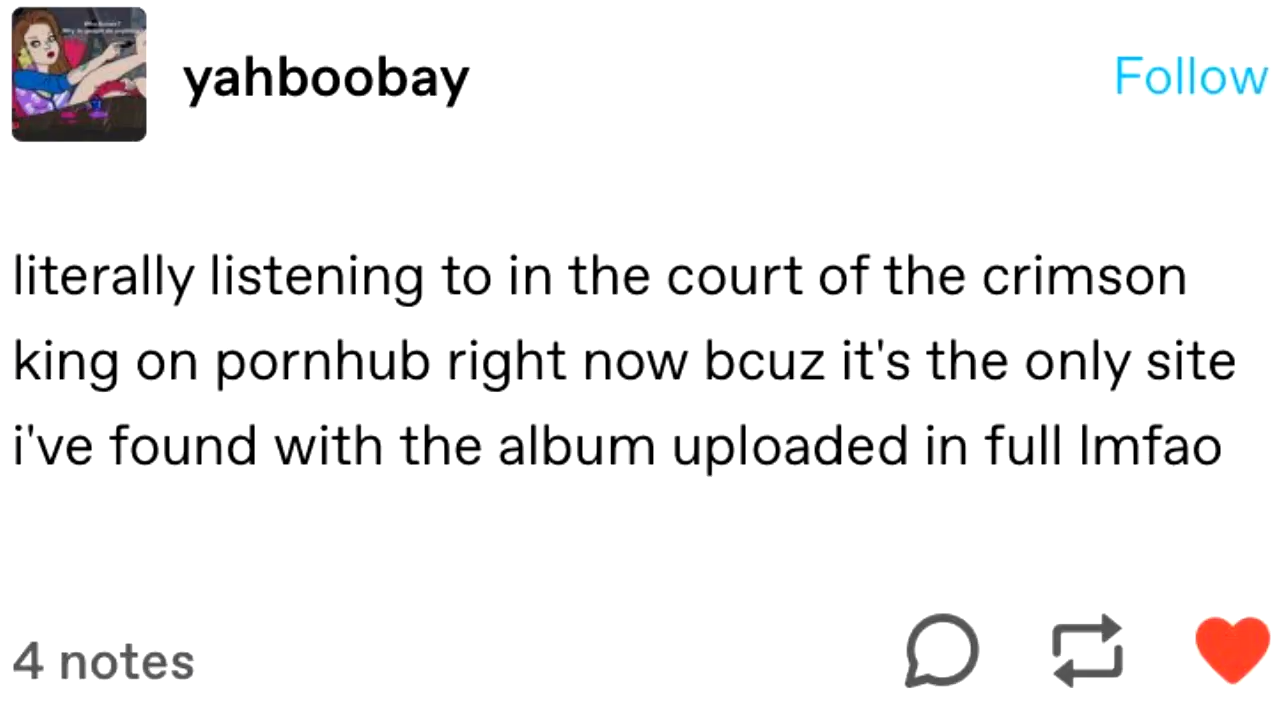 yahboobay
Follow
literally listening to in the court of the crimson
king on pornhub right now bcuz it's the only site
i've found with the album uploaded in full lmfao
4 notes